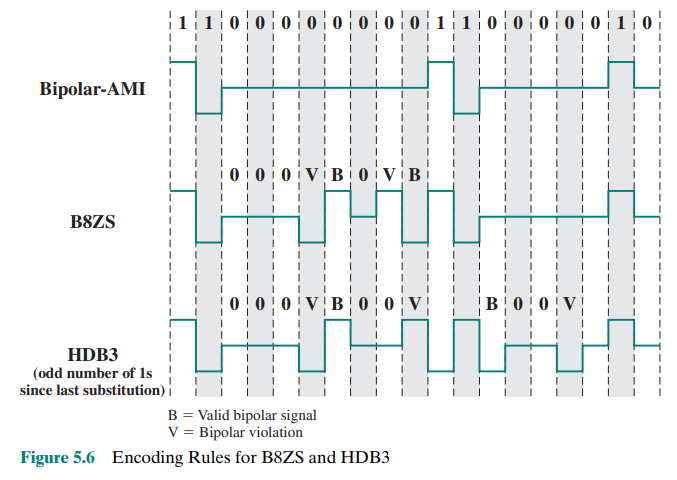 1 1 0 0 0 0 0 0 0 0 1 1 0 0 0 0 0 1 0
Bipolar-AMI
0 0 0 V B 0 V B
B8ZS
0 0 0 V B 0 0 V B 0 0 V
HDB3
(odd number of 1s
since last substitution)
B = Valid bipolar signal
V = Bipolar violation
Figure 5.6 Encoding Rules for B8ZS and HDB3